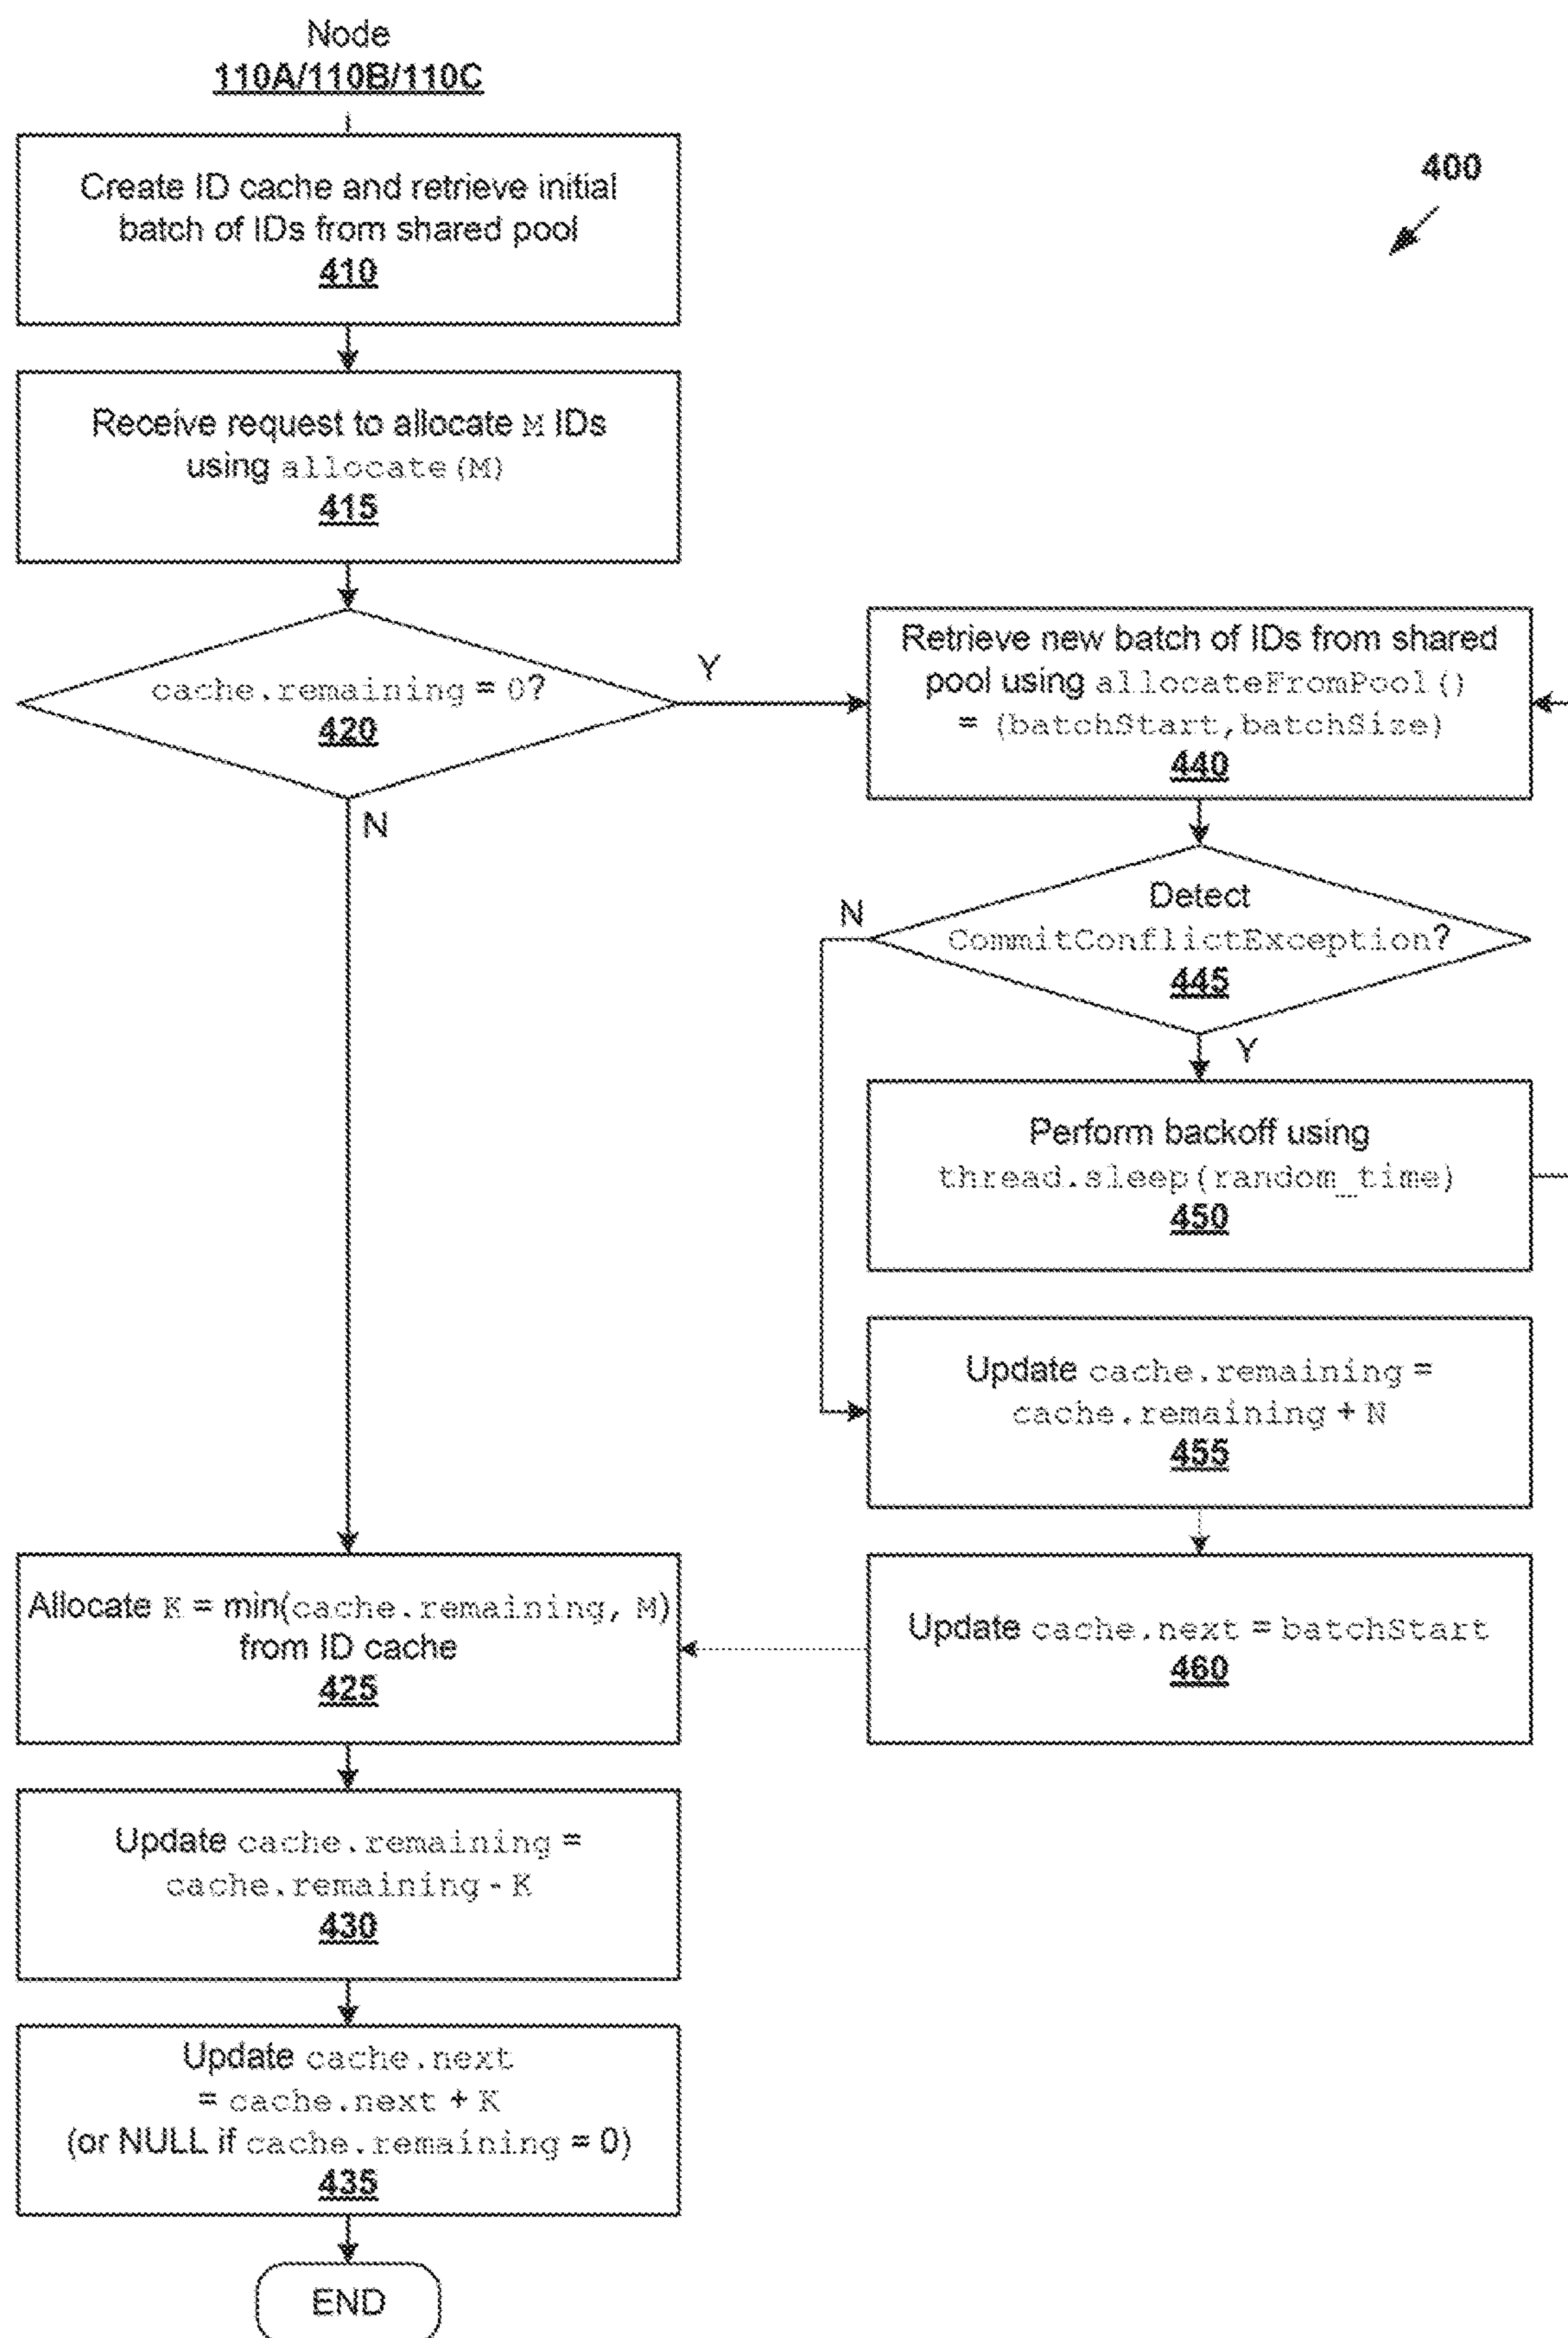 Node
110A/110B/110C
400
Create ID cache and retrieve initial
batch of IDs from shared pool
410
Receive request to allocate M IDs
using allocate(M)
415
cache.remaining = 0?
420
Y
N
Retrieve new batch of IDs from shared
pool using allocateFromPool()
= (batchStart,batchSize)
440
Detect
CommitConflictException?
445
N
Y
Perform backoff using
thread.sleep(random_time)
450
Update cache.remaining =
cache.remaining + N
455
Update cache.next = batchStart
460
Allocate K = min(cache.remaining, M)
from ID cache
425
Update cache.remaining =
cache.remaining - K
430
Update cache.next
= cache.next + K
(or NULL if cache.remaining = 0)
435
END